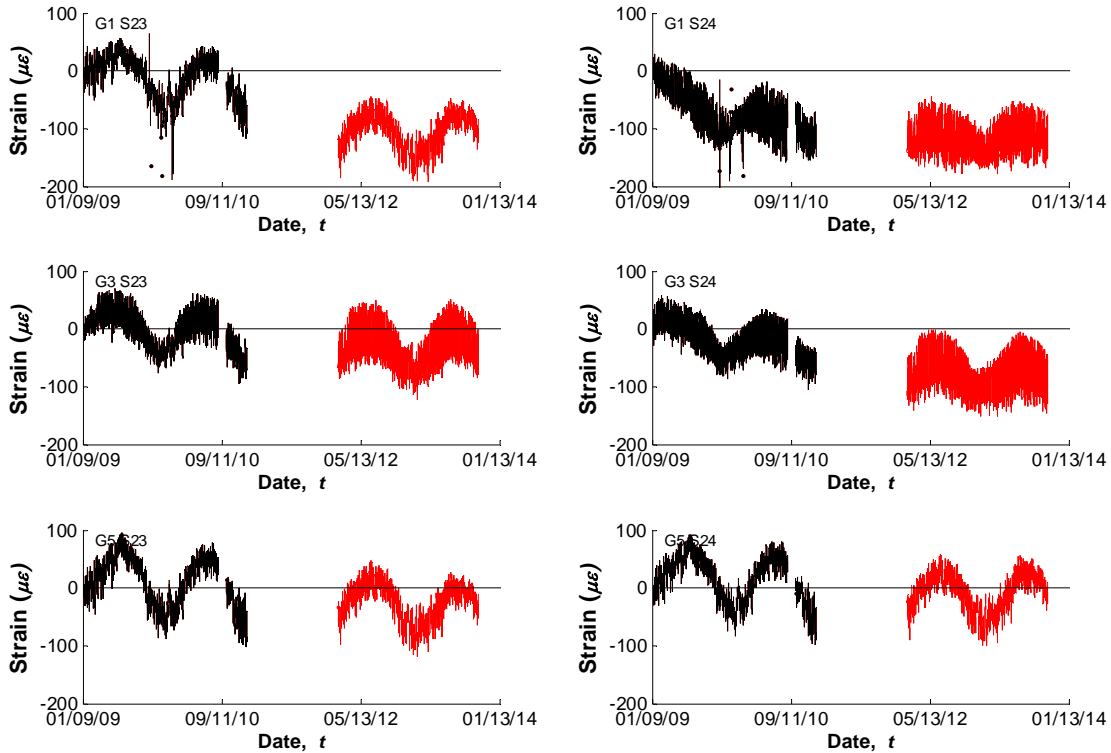 100
G1 S23
0
-100
-200
Strain (με)
01/09/09 09/11/10 05/13/12 01/13/14
Date, t
100
G1 S24
0
-100
-200
Strain (με)
01/09/09 09/11/10 05/13/12 01/13/14
Date, t
100
G3 S23
0
-100
-200
Strain (με)
01/09/09 09/11/10 05/13/12 01/13/14
Date, t
100
G3 S24
0
-100
-200
Strain (με)
01/09/09 09/11/10 05/13/12 01/13/14
Date, t
100
G5 S23
0
-100
-200
Strain (με)
01/09/09 09/11/10 05/13/12 01/13/14
Date, t
100
G5 S24
0
-100
-200
Strain (με)
01/09/09 09/11/10 05/13/12 01/13/14
Date, t